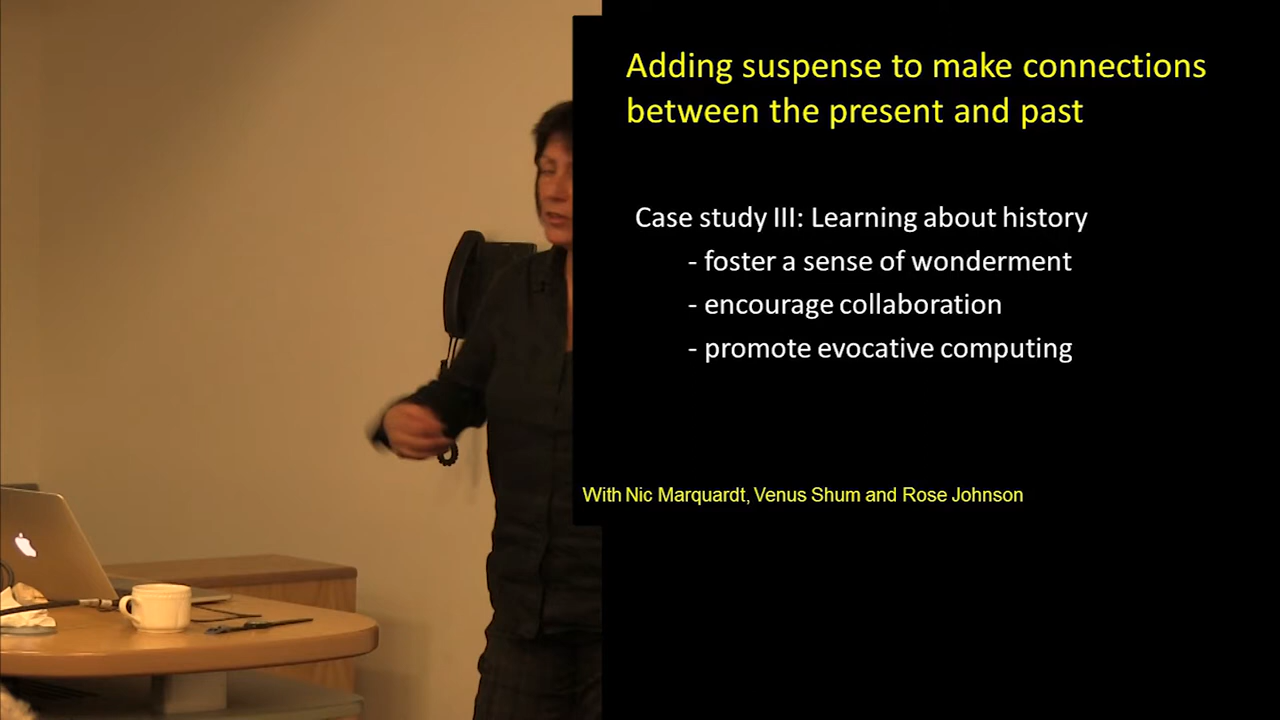 Adding suspense to make connections
between the present and past
Case study III: Learning about history
- foster a sense of wonderment
- encourage collaboration
- promote evocative computing
With Nic Marquardt, Venus Shum and Rose Johnson